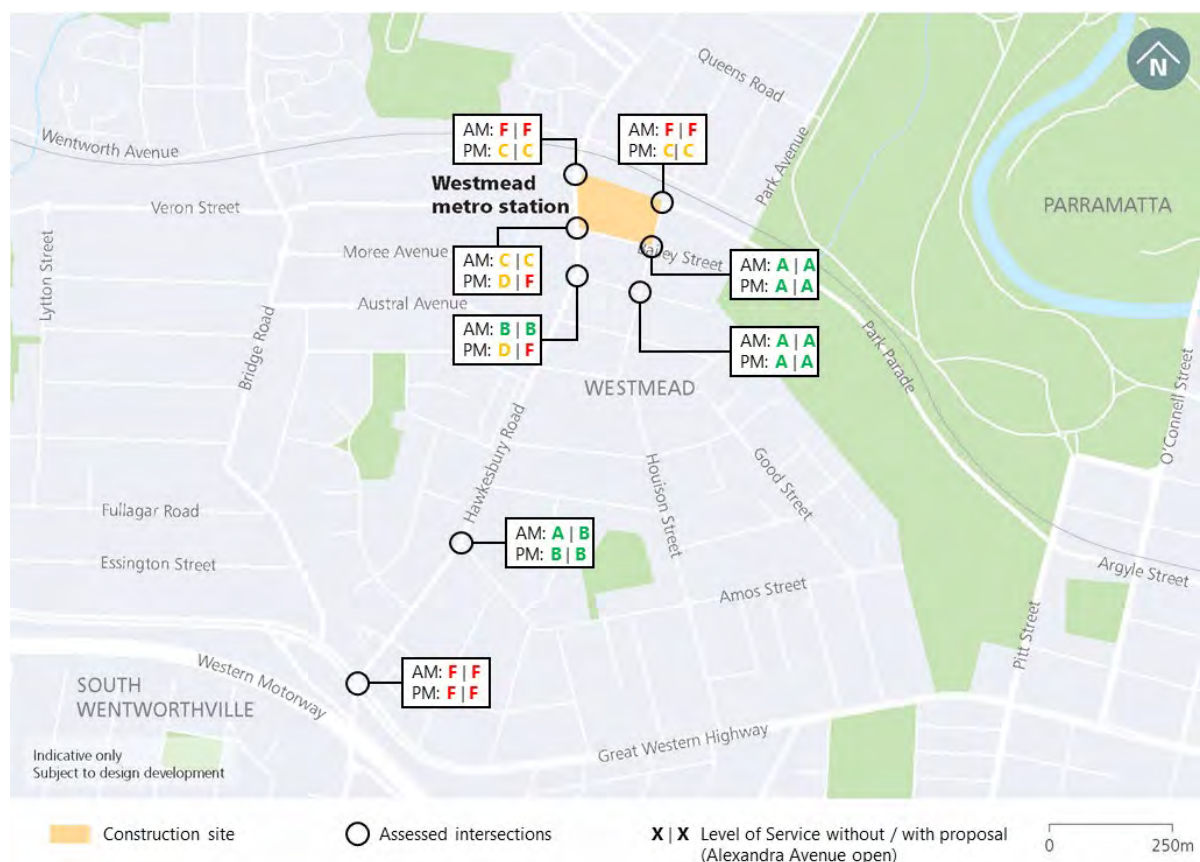 N
Queens Road
Wentworth Avenue
AM: F | F
PM: C | C
AM: F | F
PM: C | C
Park Avenue
Westmead
metro station
Veron Street
PARRAMATTA
Lytton Street
Moree Avenue
AM: C | C
PM: D | F
Bailey Street
AM: A | A
PM: A | A
Austral Avenue
AM: B | B
PM: D | F
AM: A | A
PM: A | A
Bridge Road
Park Parade
WESTMEAD
O'Connell Street
Hawkesbury Road
Houison Street
Good Street
Fullagar Road
AM: A | B
PM: B | B
Essington Street
Argyle Street
Amos Street
Pitt Street
Western Motorway
AM: F | F
PM: F | F
SOUTH
WENTWORTHVILLE
Great Western Highway
Indicative only
Subject to design development
Construction site
Assessed intersections
X | X Level of Service without / with proposal
(Alexandra Avenue open)
0 250m